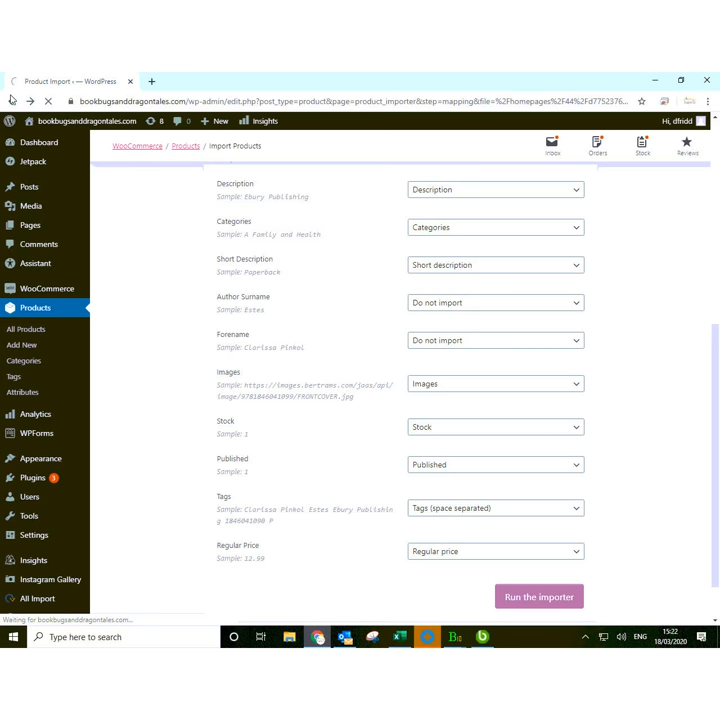 Product Import ‹ — WordPress
bookbugsanddragontales.com/wp-admin/edit.php?post_type=product&page=product_importer&step=mapping&file=%2Fhomepages%2F44%2Fd7752376...
bookbugsanddragontales.com 8 0 New Insights Hi, dfridd
WooCommerce / Products / Import Products
Inbox Orders Stock Reviews
Dashboard
Jetpack
Posts
Media
Pages
Comments
Assistant
WooCommerce
Products
All Products
Add New
Categories
Tags
Attributes
Analytics
WPForms
Appearance
Plugins 3
Users
Tools
Settings
Insights
Instagram Gallery
All Import
Description
Sample: Ebury Publishing
Description
Categories
Sample: A Family and Health
Categories
Short Description
Sample: Paperback
Short description
Author Surname
Sample: Estes
Do not import
Forename
Sample: Clarissa Pinkol
Do not import
Images
Sample: https://images.bertrams.com/jaas/api/
image/9781846041099/FRONTCOVER.jpg
Images
Stock
Sample: 1
Stock
Published
Sample: 1
Published
Tags
Sample: Clarissa Pinkol Estes Ebury Publishin
g 1846041090 P
Tags (space separated)
Regular Price
Sample: 12.99
Regular price
Run the importer
Waiting for bookbugsanddragontales.com...
Type here to search
ENG
15:22
18/03/2020